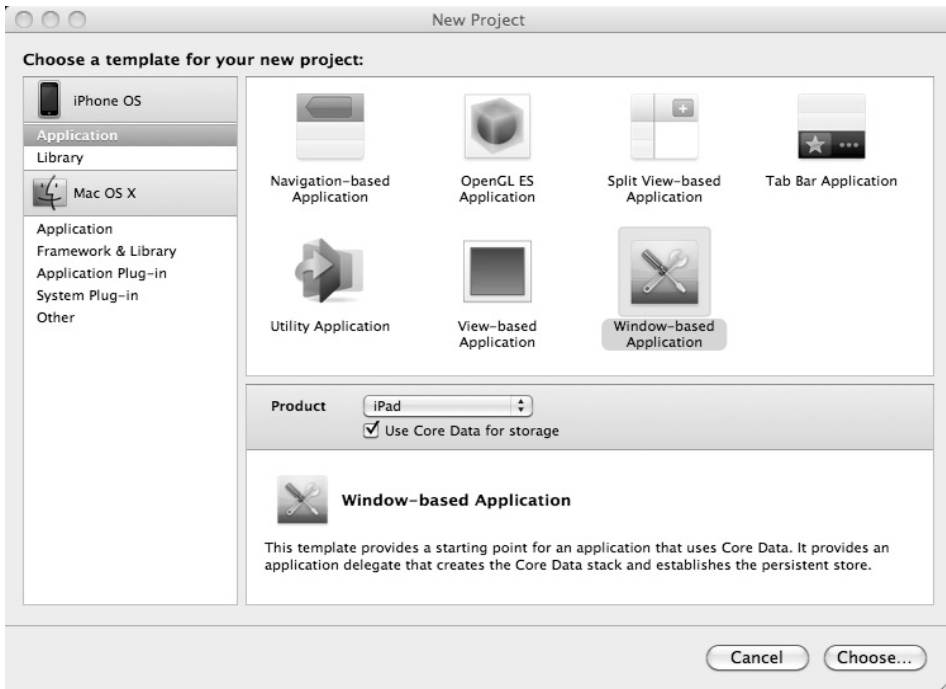 New Project
Choose a template for your new project:
iPhone OS
Application
Library
Mac OS X
Application
Framework & Library
Application Plug-in
System Plug-in
Other
Navigation-based
Application
OpenGL ES
Application
Split View-based
Application
Tab Bar Application
Utility Application
View-based
Application
Window-based
Application
Product
iPad
Use Core Data for storage
Window-based Application
This template provides a starting point for an application that uses Core Data. It provides an
application delegate that creates the Core Data stack and establishes the persistent store.
Cancel
Choose...